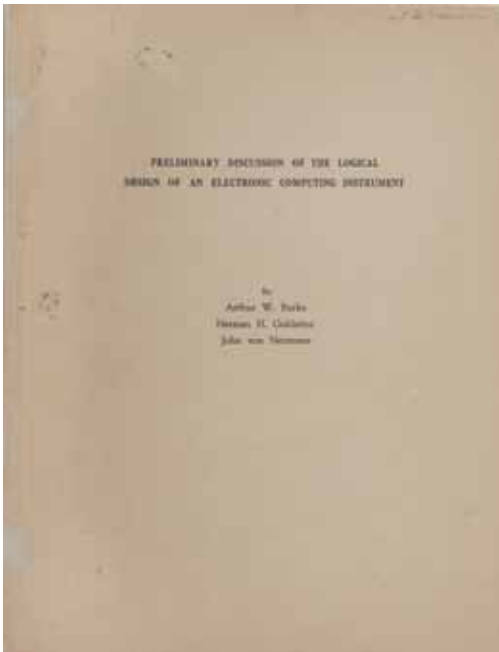 PRELIMINARY DISCUSSION OF THE LOGICAL
DESIGN OF AN ELECTRONIC COMPUTING INSTRUMENT
by
Arthur W. Burks
Herman H. Goldstine
John von Neumann